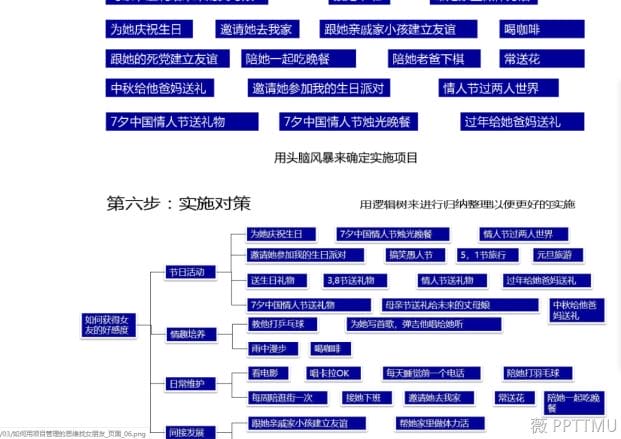 为她庆祝生日 邀请她去我家 跟她亲戚家小孩建立友谊 喝咖啡
跟她的死党建立友谊 陪她一起吃晚餐 陪她老爸下棋 常送花
中秋给他爸妈送礼 邀请她参加我的生日派对 情人节过两人世界
7夕中国情人节送礼物 7夕中国情人节烛光晚餐 过年给她爸妈送礼
用头脑风暴来确定实施项目
第六步：实施对策
用逻辑树来进行归纳整理以便更好的实施
如何获得女
友的好感度
节日活动
为她庆祝生日 7夕中国情人节烛光晚餐 情人节过两人世界
邀请她参加我的生日派对 搞笑愚人节 5，1节旅行 元旦旅游
送生日礼物 3,8节送礼物 情人节送礼物 过年给她爸妈送礼
7夕中国情人节送礼物 母亲节送礼给未来的丈母娘 中秋给他爸
妈送礼
情趣培养
教他打乒乓球 为她写首歌，弹吉他唱给她听
雨中漫步 喝咖啡
日常维护
看电影 唱卡拉OK 每天睡觉前一个电话 陪她打羽毛球
每周陪逛街一次 接她下班 邀请她去我家 常送花 陪她一起吃晚
餐
间接发展
跟她亲戚家小孩建立友谊 帮她家里做体力活
/03/如何用项目管理的思维找女朋友_页面_06.png
薇 PPTTMU